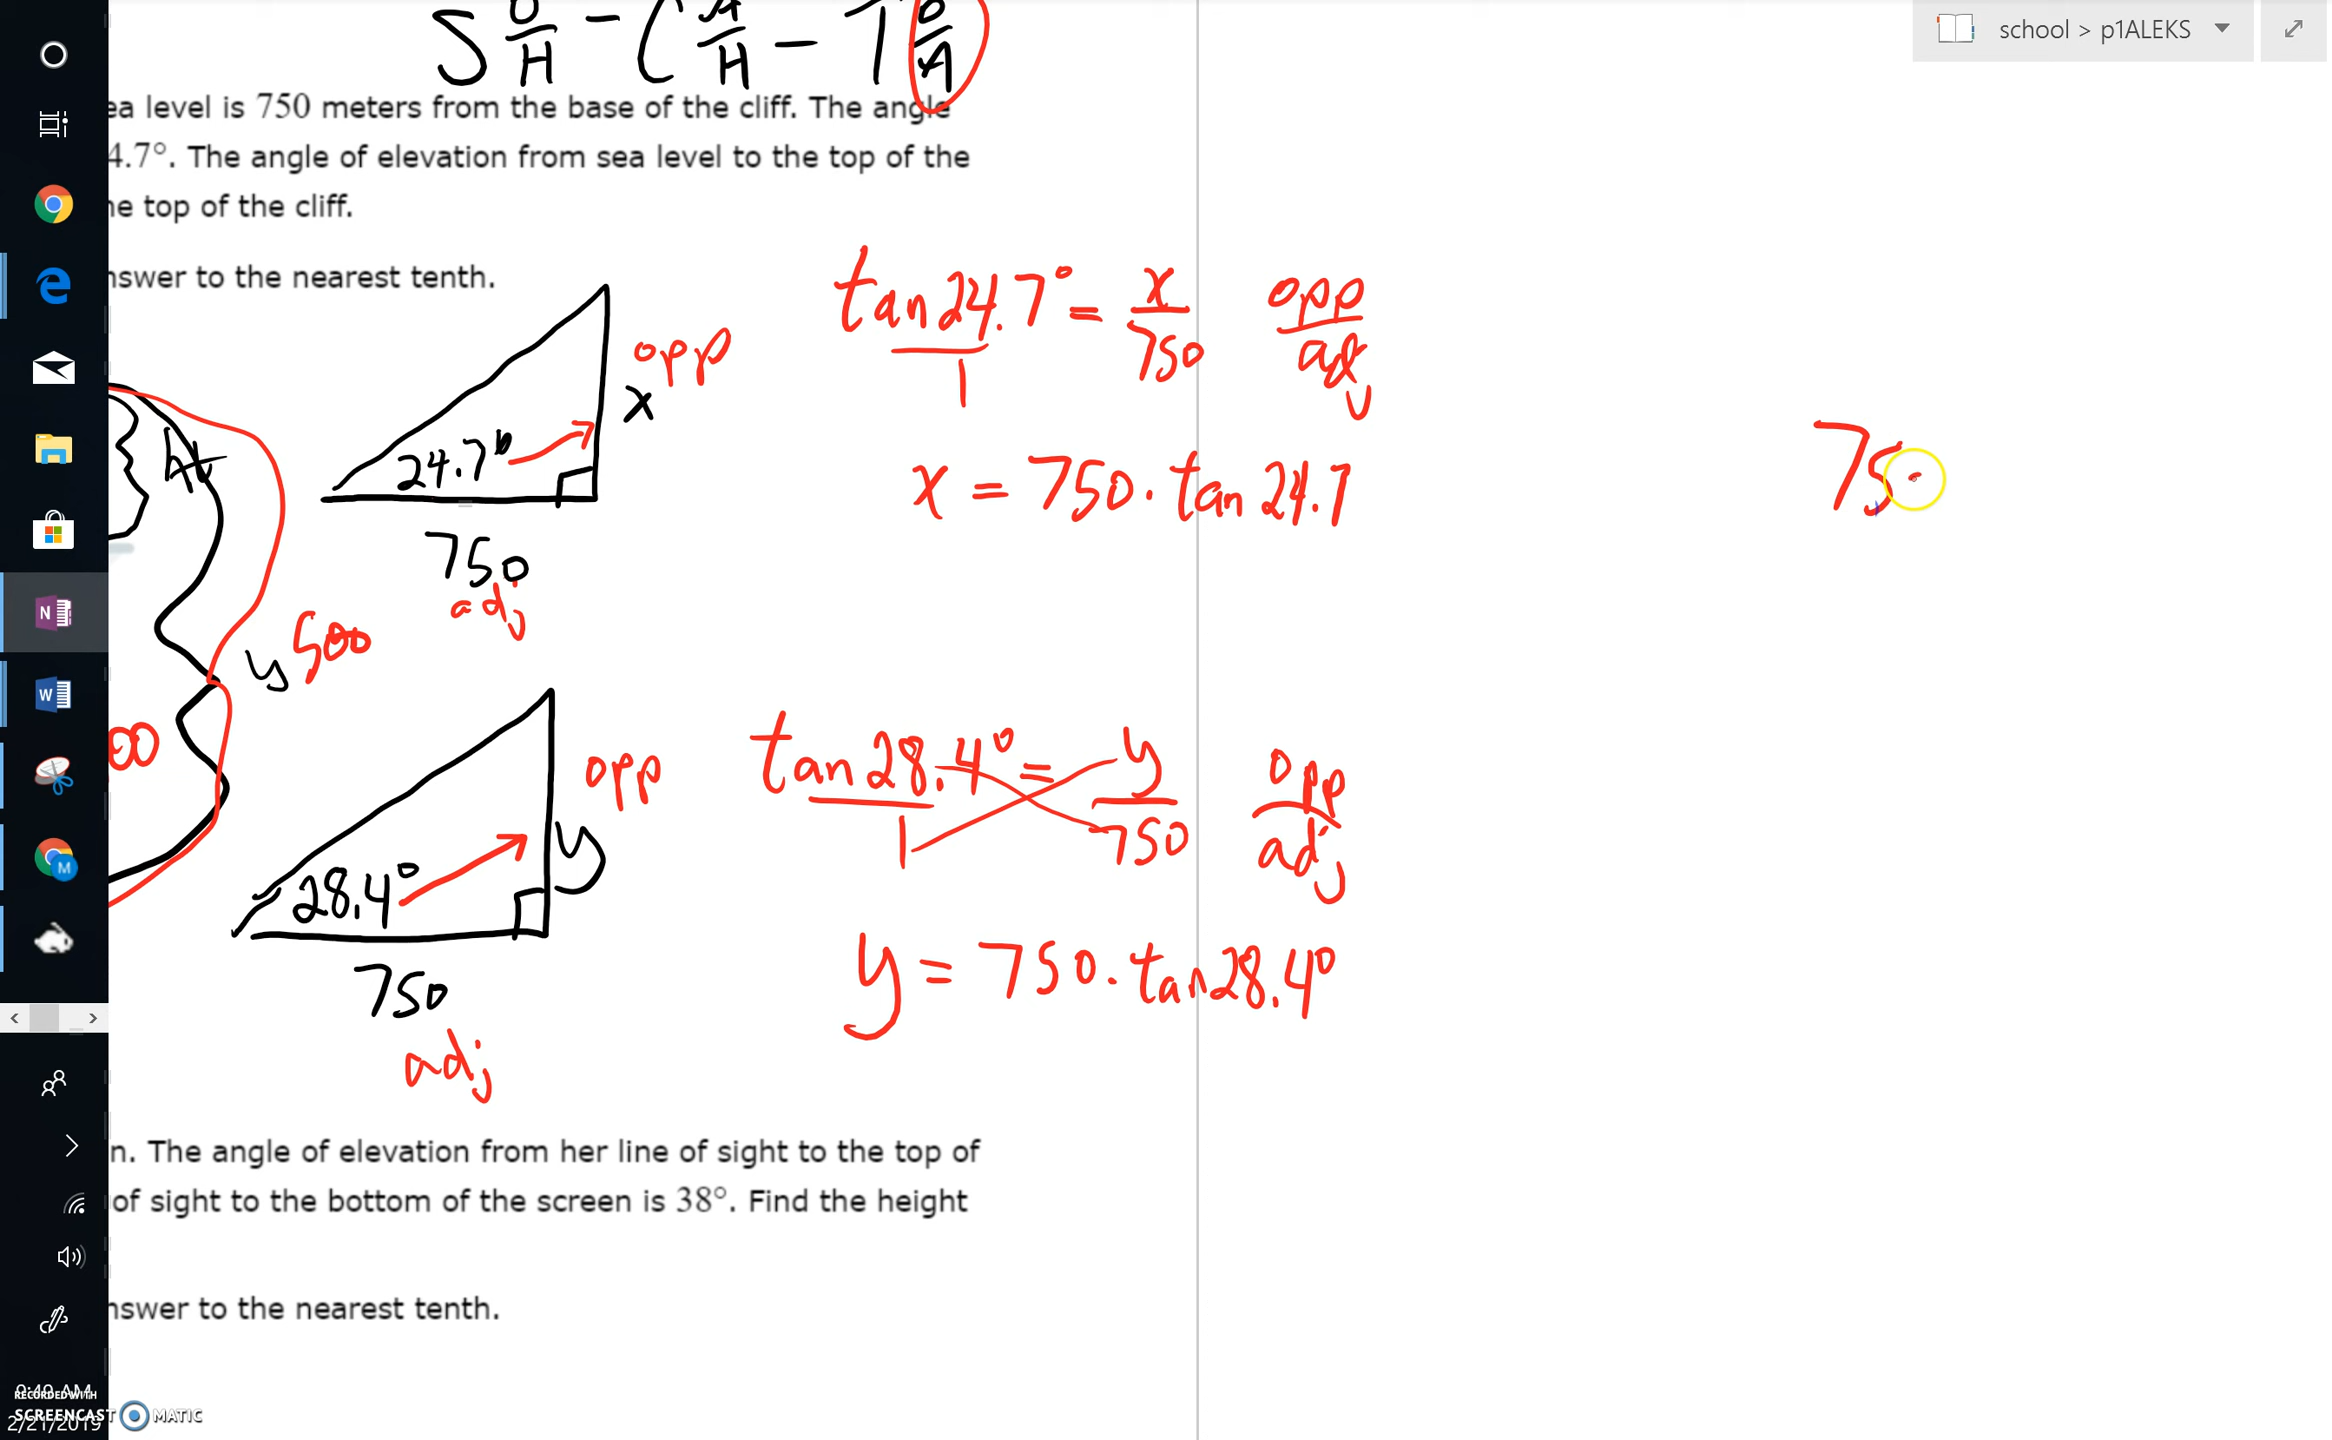 S O/H - C A/H - T O/A
school > p1ALEKS
ea level is 750 meters from the base of the cliff. The angle
4.7°. The angle of elevation from sea level to the top of the
he top of the cliff.
nswer to the nearest tenth.
tan 24.7° = x/750 opp/adj
1
opp
x
24.7°
x = 750 · tan 24.7
75
750
adj
y 500
00
tan 28.4° = y/750 opp/adj
1
opp
y
28.4°
y = 750 · tan 28.4°
750
adj
n. The angle of elevation from her line of sight to the top of
of sight to the bottom of the screen is 38°. Find the height
nswer to the nearest tenth.
RECORDED WITH
SCREENCAST MATIC
2/21/2019